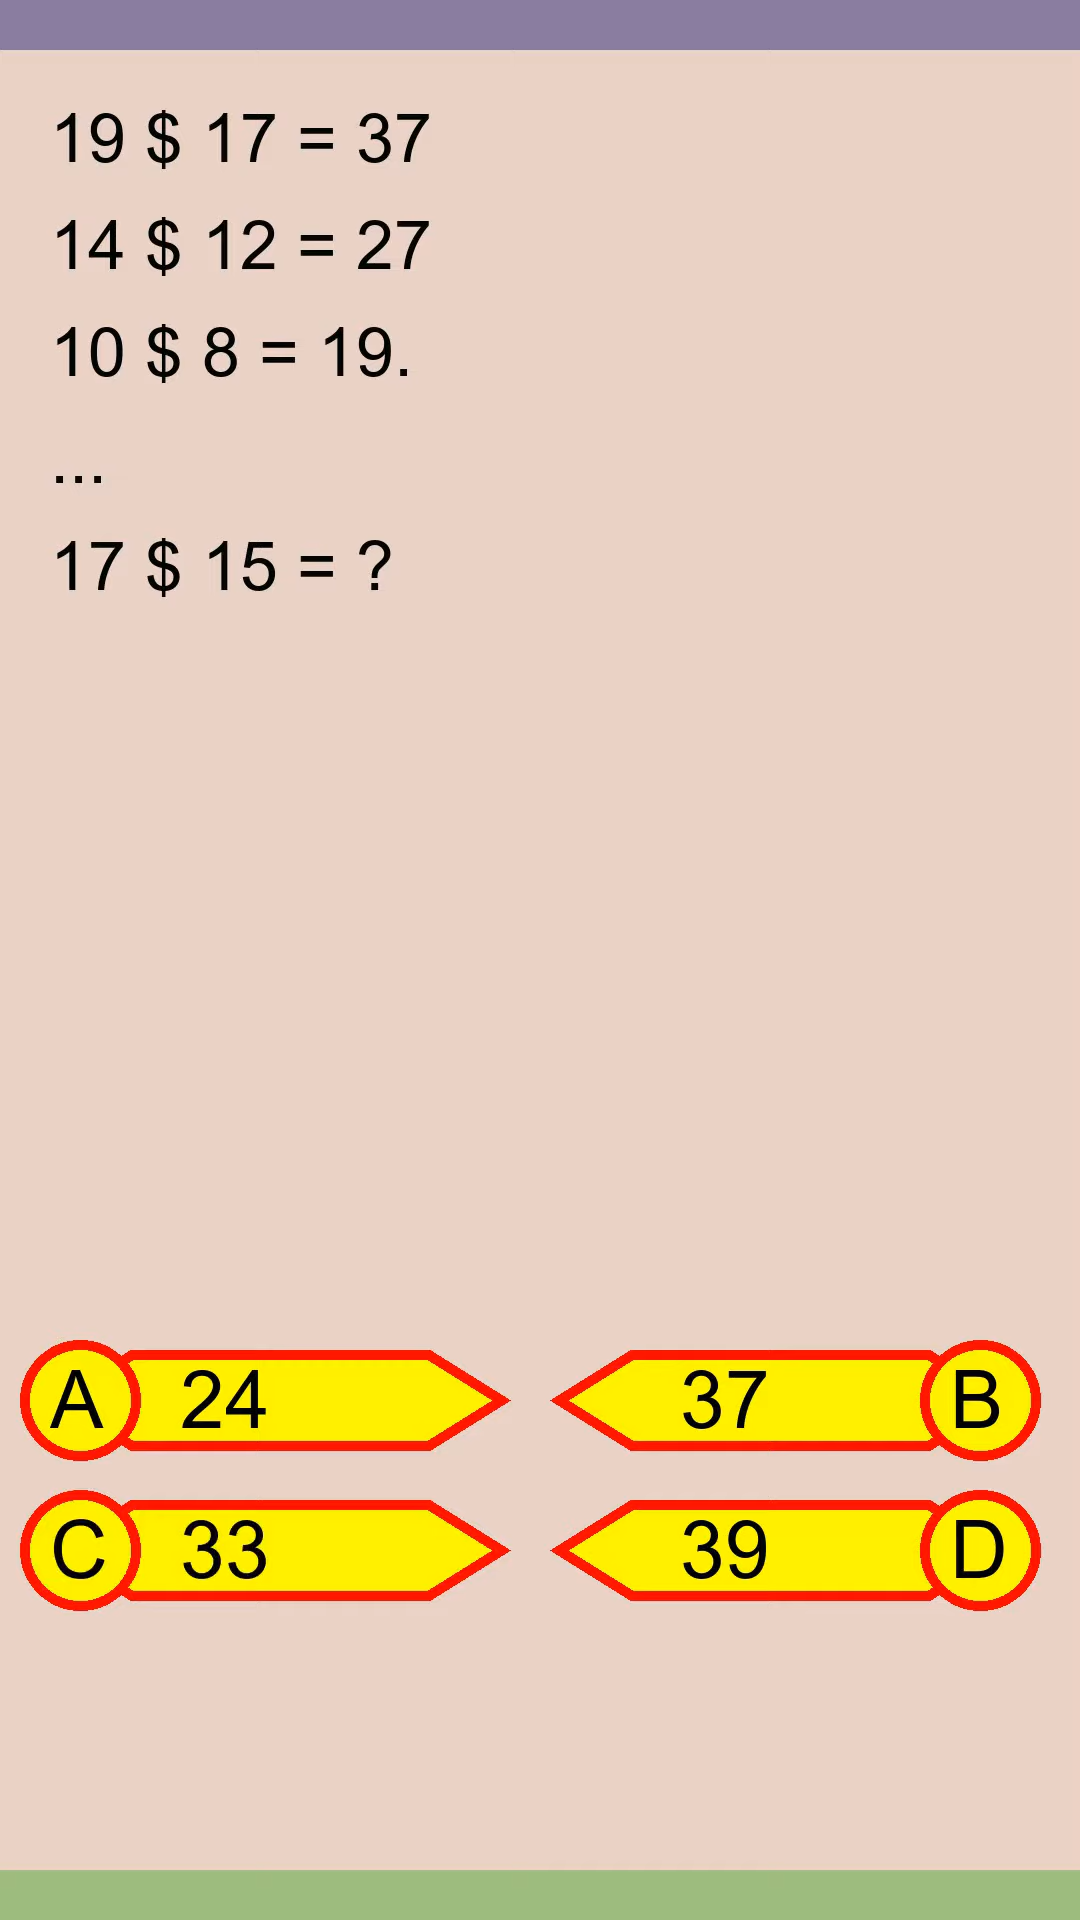 19 $ 17 = 37
14 $ 12 = 27
10 $ 8 = 19.
...
17 $ 15 = ?
A 24
37 B
C 33
39 D